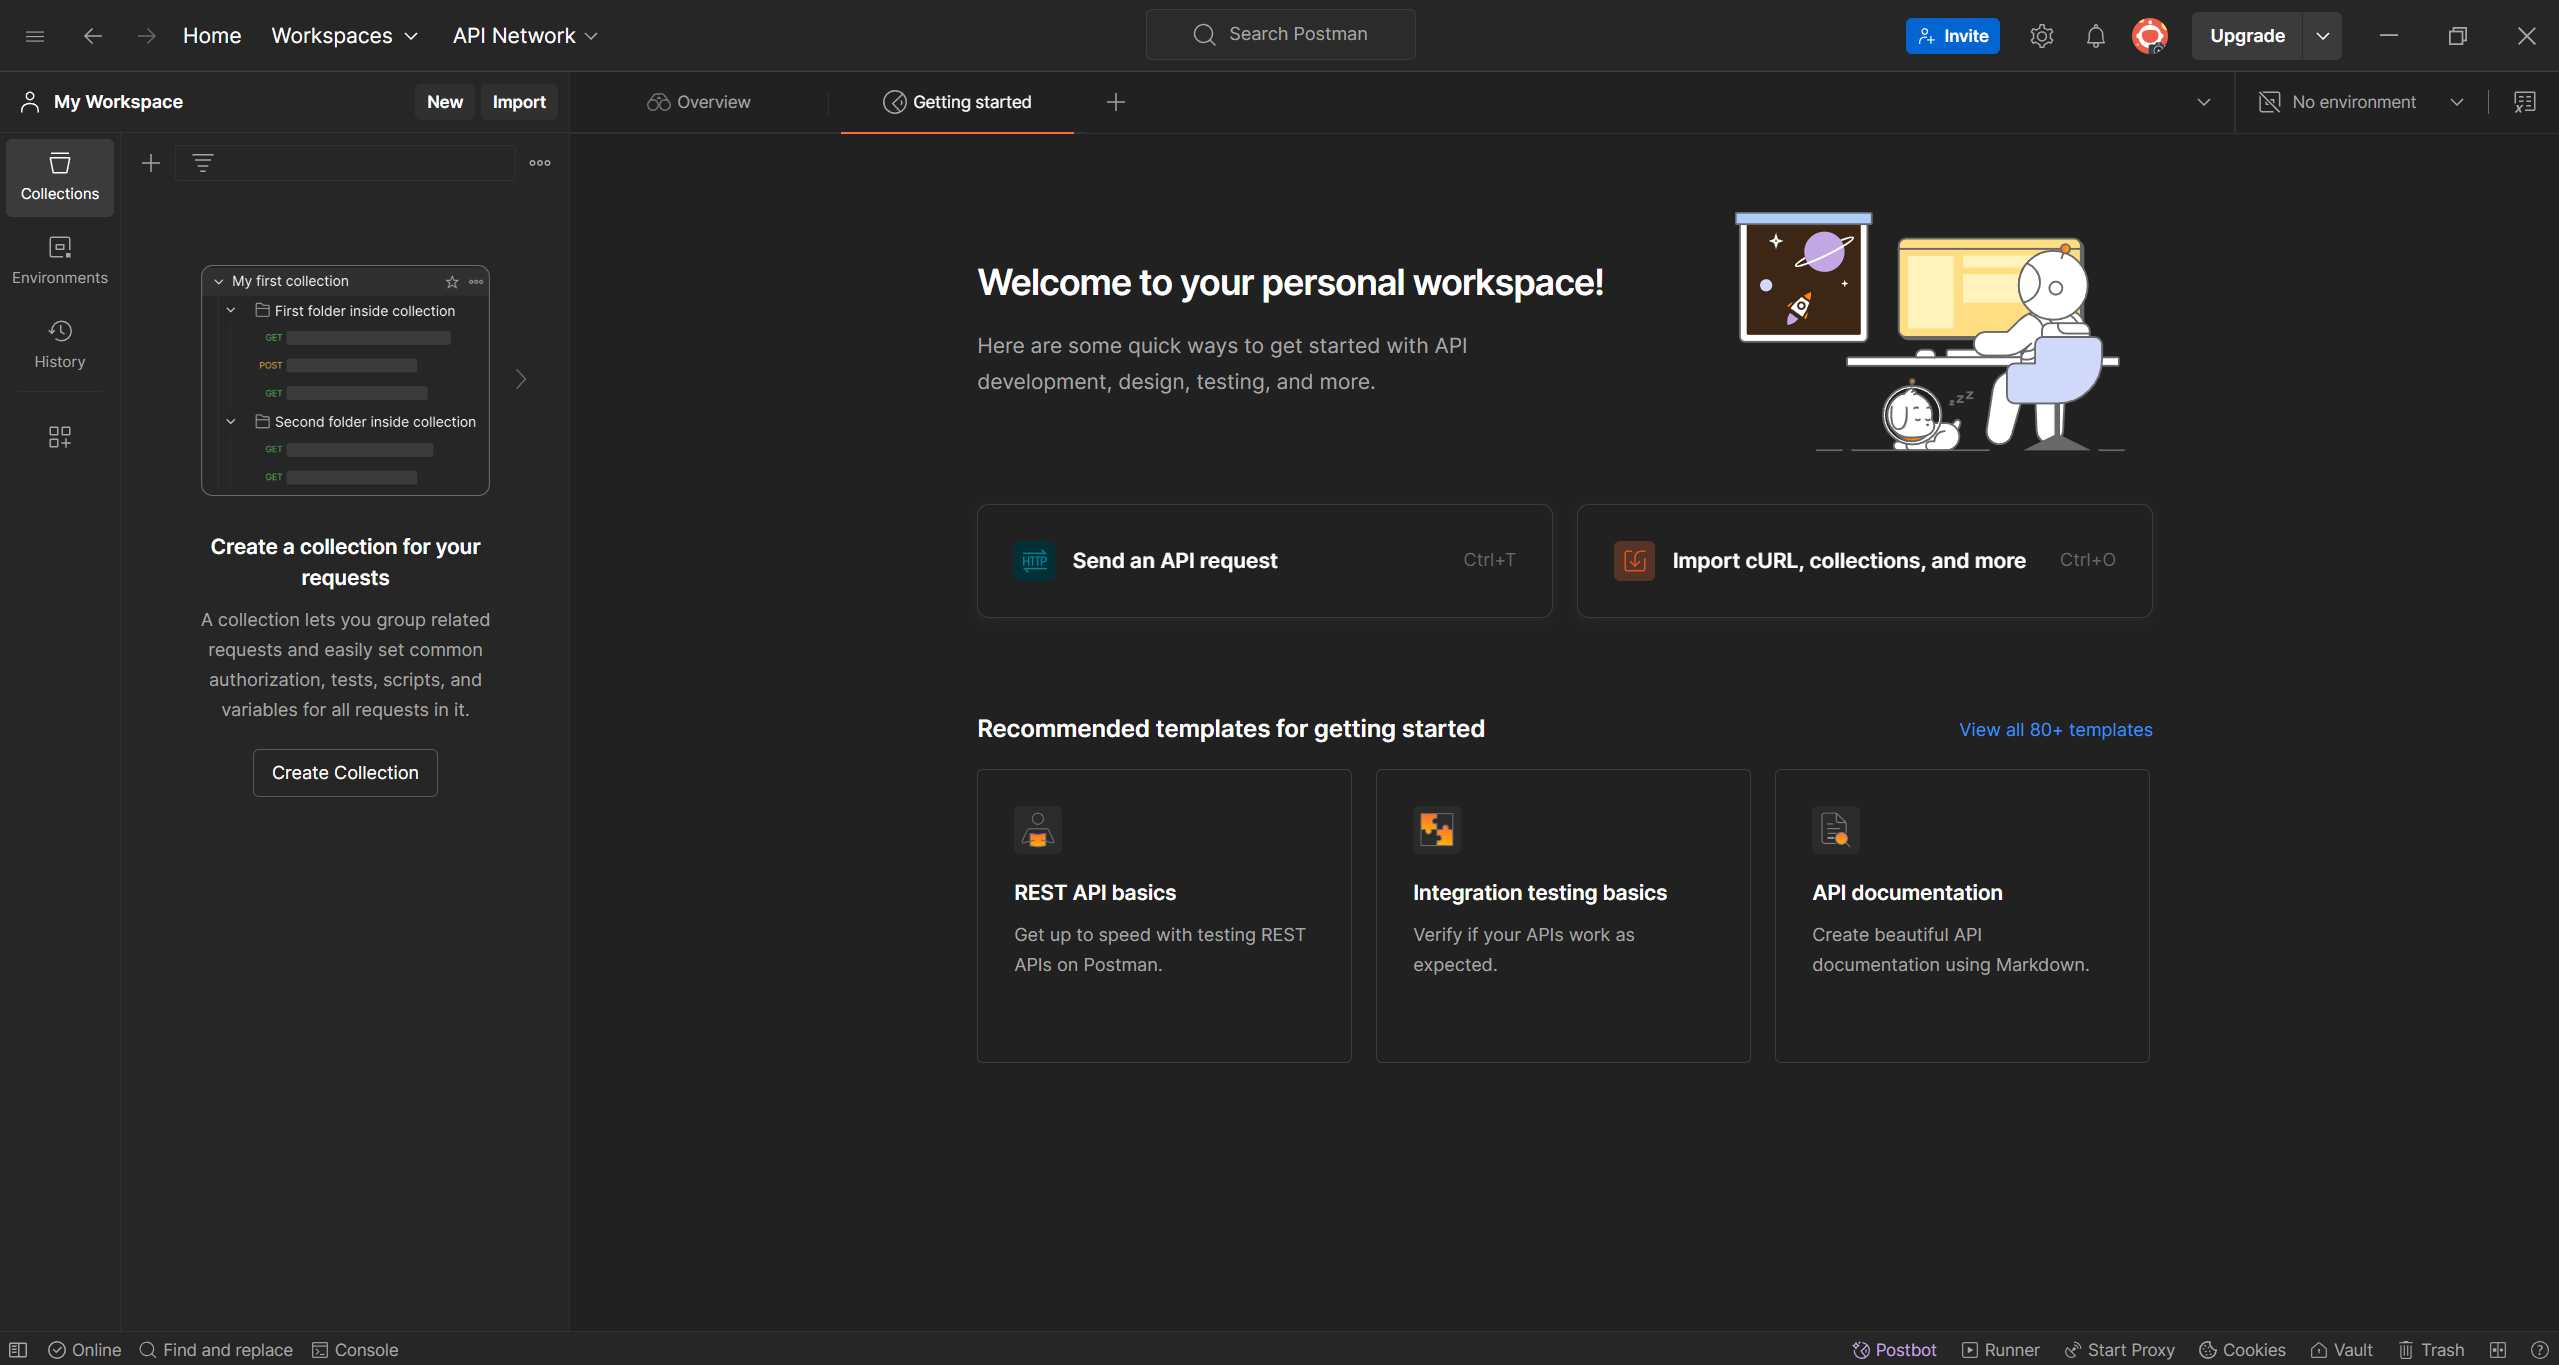 Home
Workspaces
API Network
Search Postman
Invite
Upgrade
My Workspace
New
Import
Overview
Getting started
No environment
Collections
Environments
History
My first collection
First folder inside collection
GET
POST
GET
Second folder inside collection
GET
GET
Create a collection for your
requests
A collection lets you group related
requests and easily set common
authorization, tests, scripts, and
variables for all requests in it.
Create Collection
Welcome to your personal workspace!
Here are some quick ways to get started with API
development, design, testing, and more.
zzZ
HTTP
Send an API request
Ctrl+T
Import cURL, collections, and more
Ctrl+O
Recommended templates for getting started
View all 80+ templates
REST API basics
Get up to speed with testing REST
APIs on Postman.
Integration testing basics
Verify if your APIs work as
expected.
API documentation
Create beautiful API
documentation using Markdown.
Online
Find and replace
Console
Postbot
Runner
Start Proxy
Cookies
Vault
Trash